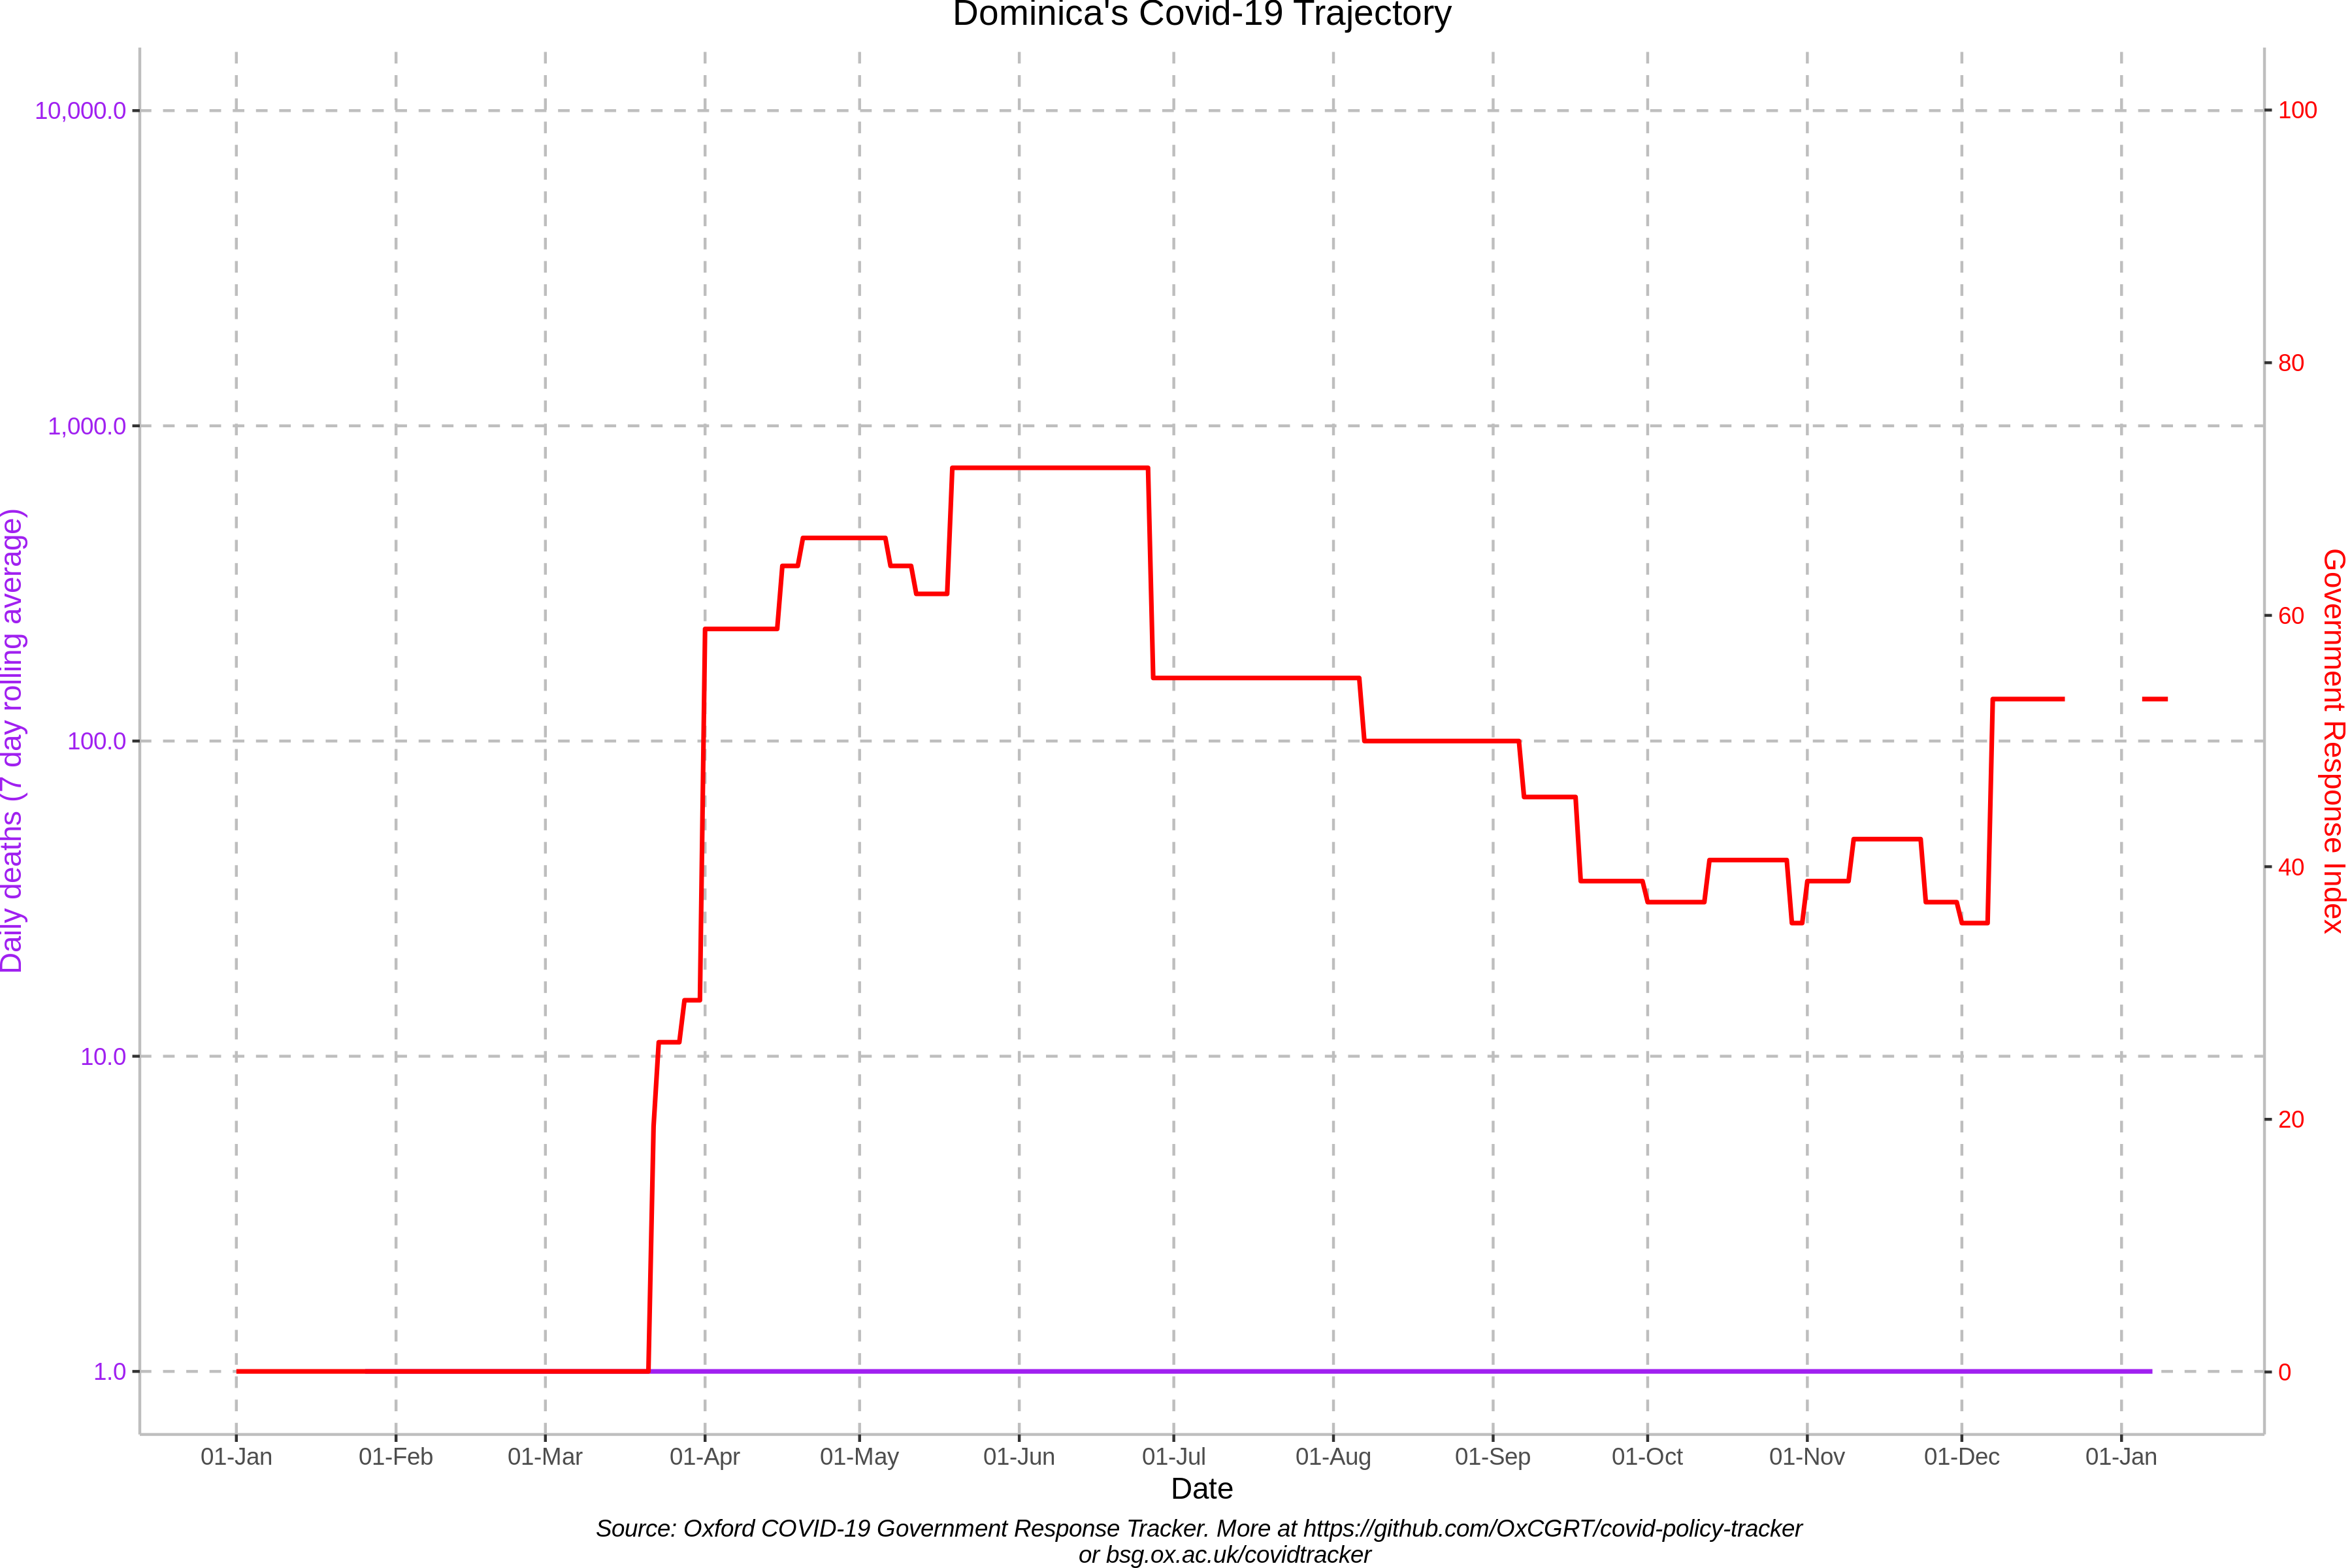 Dominica's Covid-19 Trajectory
10,000.0
1,000.0
100.0
10.0
1.0
Daily deaths (7 day rolling average)
100
80
60
40
20
0
Government Response Index
01-Jan 01-Feb 01-Mar 01-Apr 01-May 01-Jun 01-Jul 01-Aug 01-Sep 01-Oct 01-Nov 01-Dec 01-Jan
Date
Source: Oxford COVID-19 Government Response Tracker. More at https://github.com/OxCGRT/covid-policy-tracker
or bsg.ox.ac.uk/covidtracker